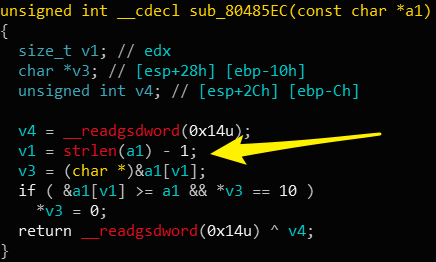 unsigned int __cdecl sub_80485EC(const char *a1)
{
size_t v1; // edx
char *v3; // [esp+28h] [ebp-10h]
unsigned int v4; // [esp+2Ch] [ebp-Ch]
v4 = __readgsdword(0x14u);
v1 = strlen(a1) - 1;
v3 = (char *)&a1[v1];
if ( &a1[v1] >= a1 && *v3 == 10 )
*v3 = 0;
return __readgsdword(0x14u) ^ v4;
}